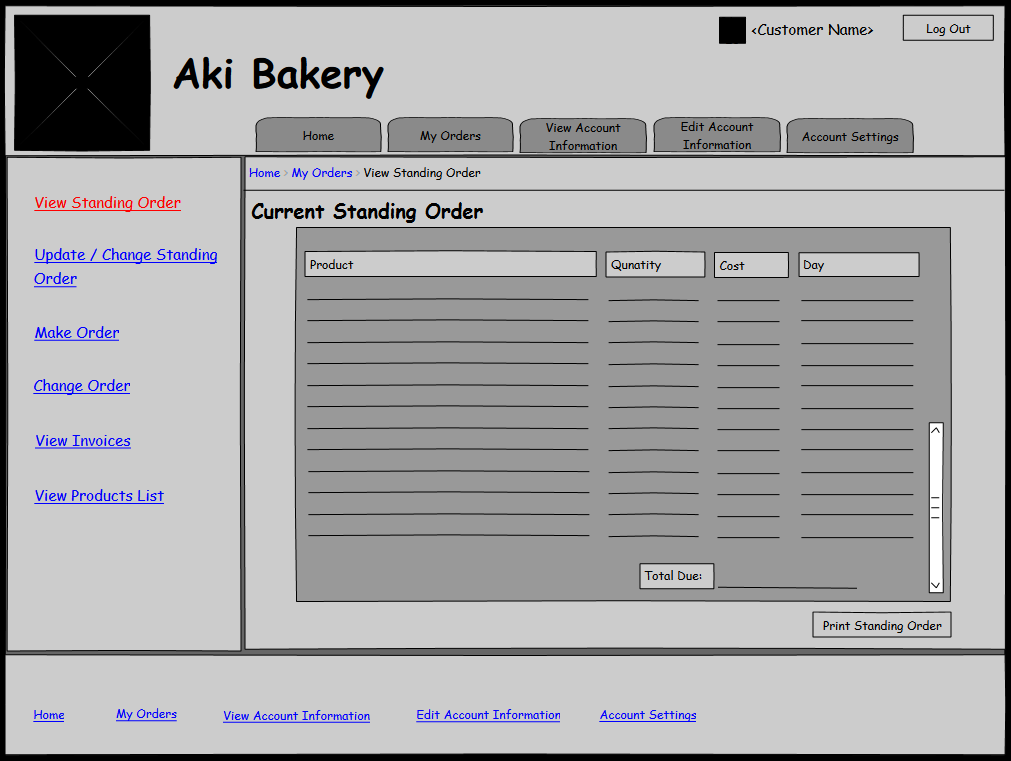 <Customer Name>
Log Out
Aki Bakery
Home
My Orders
View Account
Information
Edit Account
Information
Account Settings
View Standing Order
Update / Change Standing
Order
Make Order
Change Order
View Invoices
View Products List
Home > My Orders > View Standing Order
Current Standing Order
Product Qunatity Cost Day
Total Due:
Print Standing Order
Home My Orders View Account Information Edit Account Information Account Settings